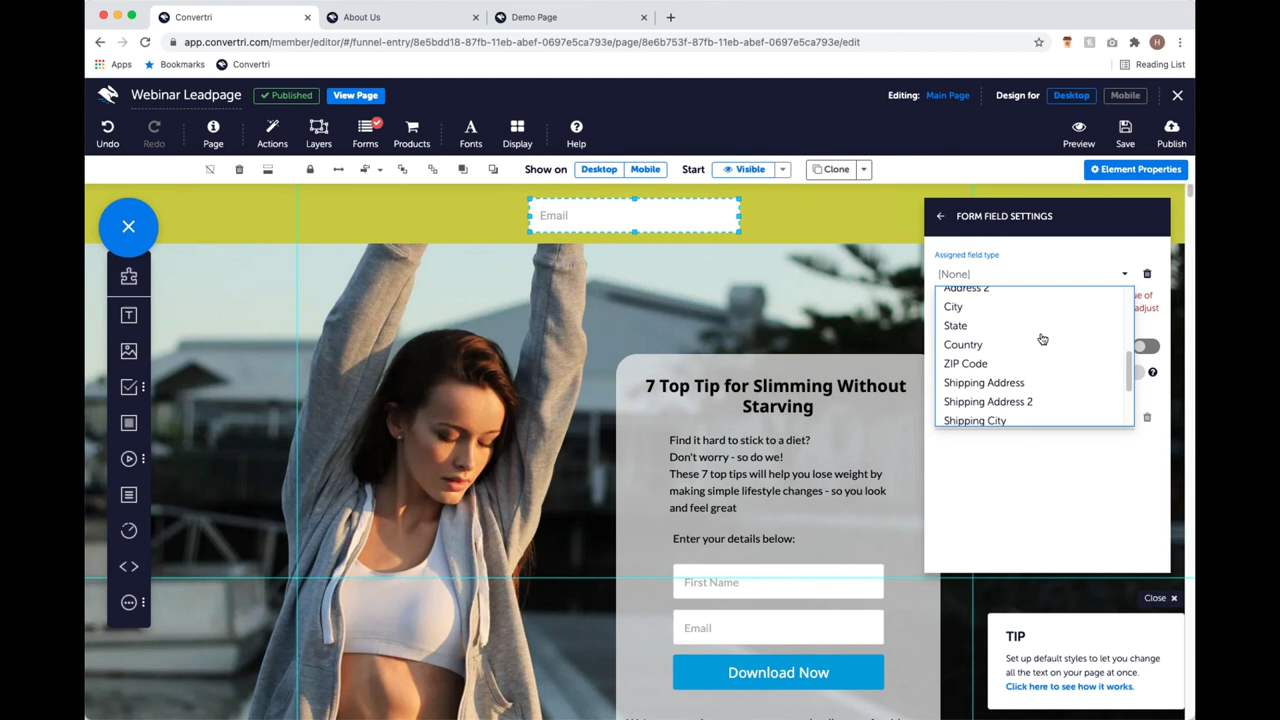 Convertri
About Us
Demo Page
app.convertri.com/member/editor/#/funnel-entry/8e5bdd18-87fb-11eb-abef-0697e5ca793e/page/8e6b753f-87fb-11eb-abef-0697e5ca793e/edit
H
Apps
Bookmarks
Convertri
Reading List
Webinar Leadpage
Published
View Page
Editing: Main Page
Design for
Desktop
Mobile
Undo
Redo
Page
Actions
Layers
Forms
Products
Fonts
Display
Help
Preview
Save
Publish
Show on
Desktop
Mobile
Start
Visible
Clone
Element Properties
Email
FORM FIELD SETTINGS
Assigned field type
[None]
Address 2
City
State
Country
ZIP Code
Shipping Address
Shipping Address 2
Shipping City
ue of
adjust
7 Top Tip for Slimming Without
Starving
Find it hard to stick to a diet?
Don't worry - so do we!
These 7 top tips will help you lose weight by
making simple lifestyle changes - so you look
and feel great
Enter your details below:
First Name
Email
Download Now
Close
TIP
Set up default styles to let you change
all the text on your page at once.
Click here to see how it works.